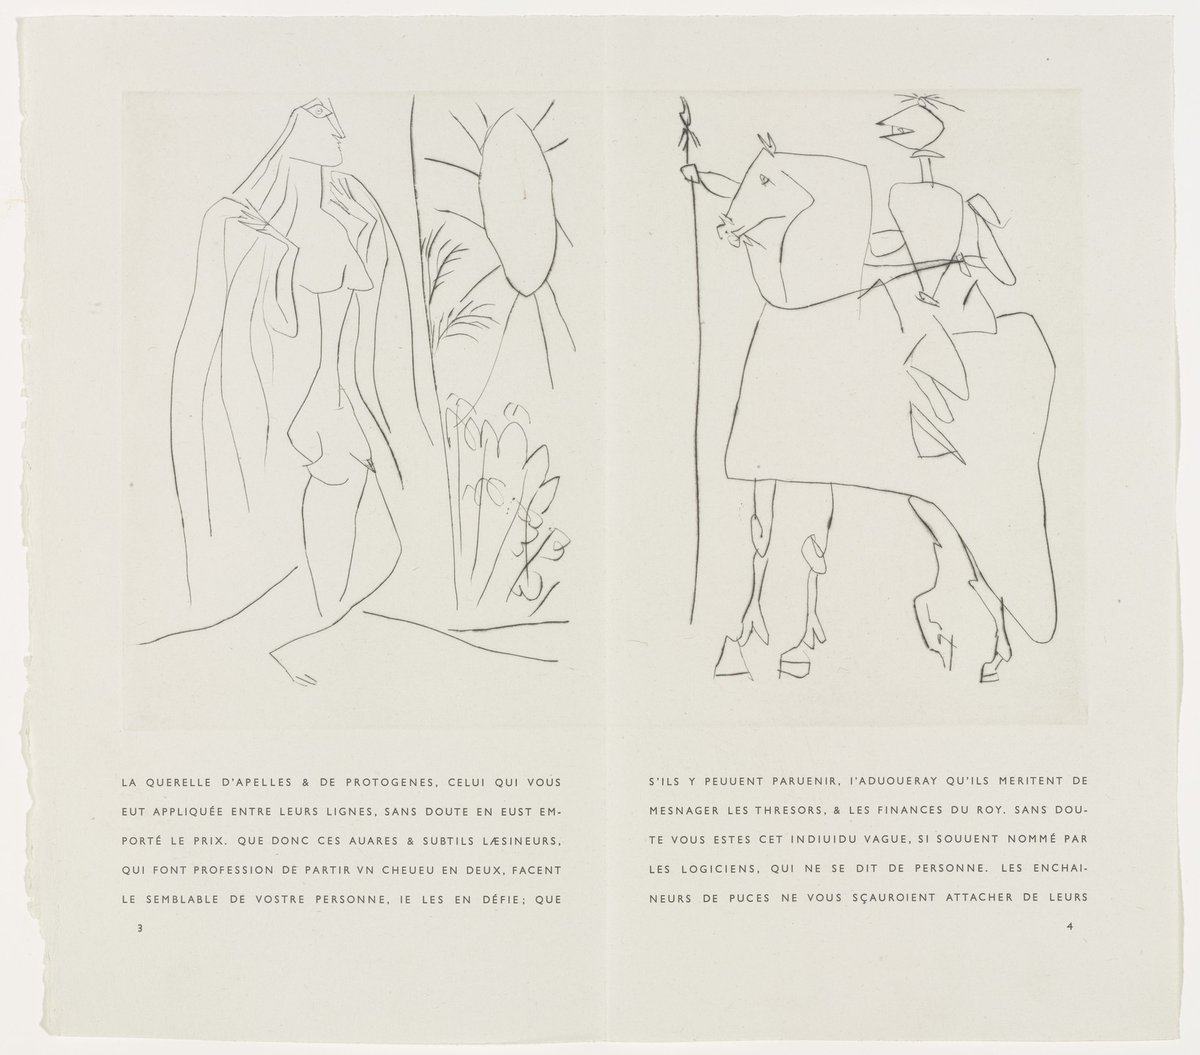 LA QUERELLE D'APELLES & DE PROTOGENES, CELUI QUI VOUS
EUT APPLIQUÉE ENTRE LEURS LIGNES, SANS DOUTE EN EUST EM-
PORTÉ LE PRIX. QUE DONC CES AUARES & SUBTILS LÆSINEURS,
QUI FONT PROFESSION DE PARTIR VN CHEUEU EN DEUX, FACENT
LE SEMBLABLE DE VOSTRE PERSONNE, IE LES EN DÉFIE; QUE
3
S'ILS Y PEUUENT PARUENIR, I'ADUOUERAY QU'ILS MERITENT DE
MESNAGER LES THRESORS, & LES FINANCES DU ROY. SANS DOU-
TE VOUS ESTES CET INDIUIDU VAGUE, SI SOUUENT NOMMÉ PAR
LES LOGICIENS, QUI NE SE DIT DE PERSONNE. LES ENCHAI-
NEURS DE PUCES NE VOUS SÇAUROIENT ATTACHER DE LEURS
4